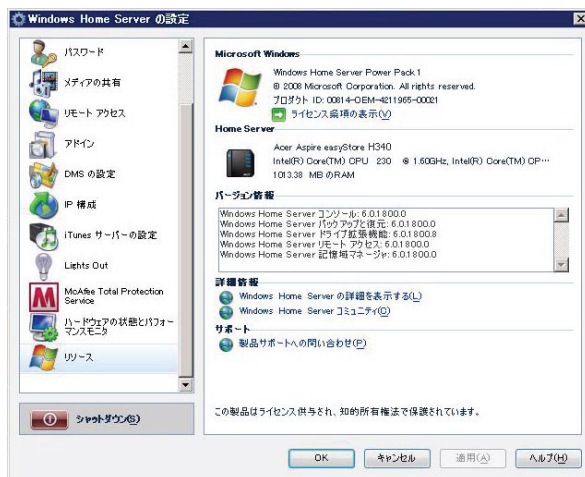 Windows Home Server の設定
パスワード
メディアの共有
リモート アクセス
アドイン
DMS の設定
IP 構成
iTunes サーバーの設定
Lights Out
McAfee Total Protection
Service
ハードウェアの状態とパフォー
マンスモニタ
リソース
シャットダウン(S)
Microsoft Windows
Windows Home Server Power Pack 1
© 2008 Microsoft Corporation. All rights reserved.
プロダクト ID: 00814-OEM-4211965-00021
ライセンス条項の表示(V)
Home Server
Acer Aspire easyStore H340
Intel(R) Core(TM) CPU 230 @ 1.60GHz, Intel(R) Core(TM) CP…
1013.38 MB のRAM
バージョン情報
Windows Home Server コンソール: 6.0.1800.0
Windows Home Server バックアップと復元: 6.0.1800.0
Windows Home Server ドライブ拡張機能: 6.0.1800.8
Windows Home Server リモート アクセス: 6.0.1800.0
Windows Home Server 記憶域マネージャ: 6.0.1800.0
詳細情報
Windows Home Server の詳細を表示する(L)
Windows Home Server コミュニティ(O)
サポート
製品サポートへの問い合わせ(P)
この製品はライセンス供与され、知的所有権法で保護されています。
OK
キャンセル
適用(A)
ヘルプ(H)